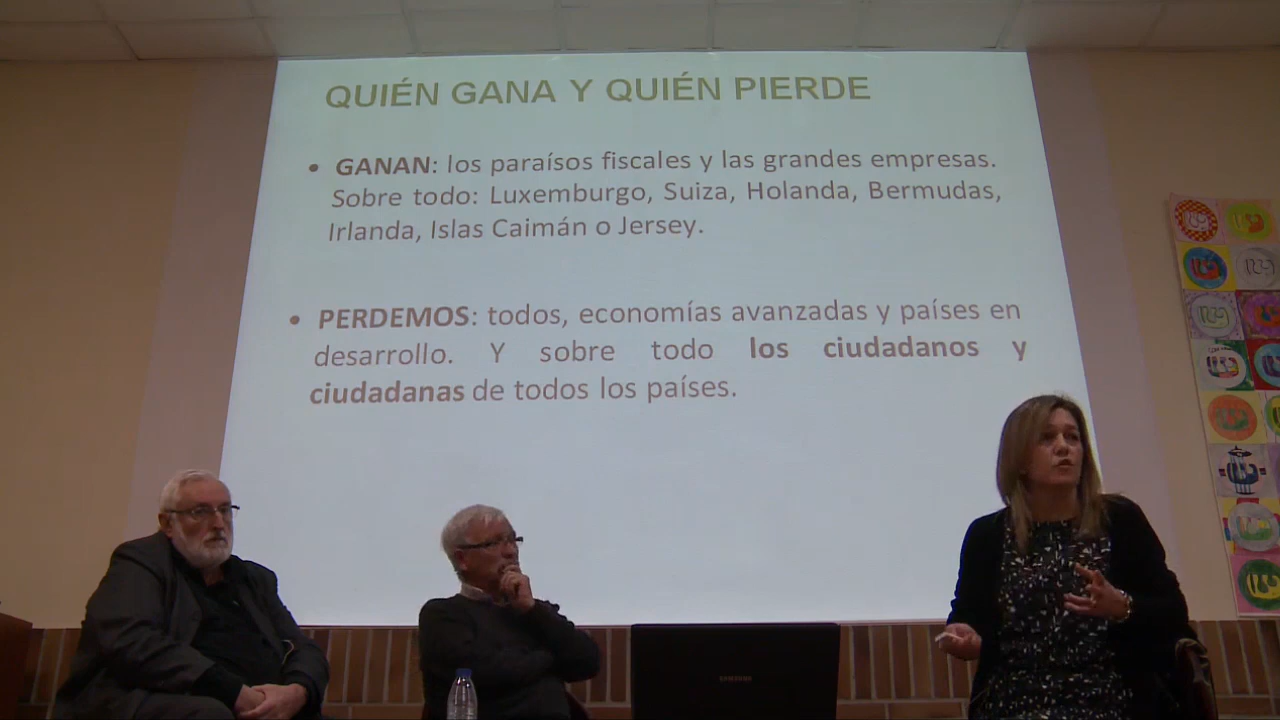 QUIÉN GANA Y QUIÉN PIERDE
• GANAN: los paraísos fiscales y las grandes empresas.
Sobre todo: Luxemburgo, Suiza, Holanda, Bermudas,
Irlanda, Islas Caimán o Jersey.
• PERDEMOS: todos, economías avanzadas y países en
desarrollo. Y sobre todo los ciudadanos y
ciudadanas de todos los países.
SAMSUNG